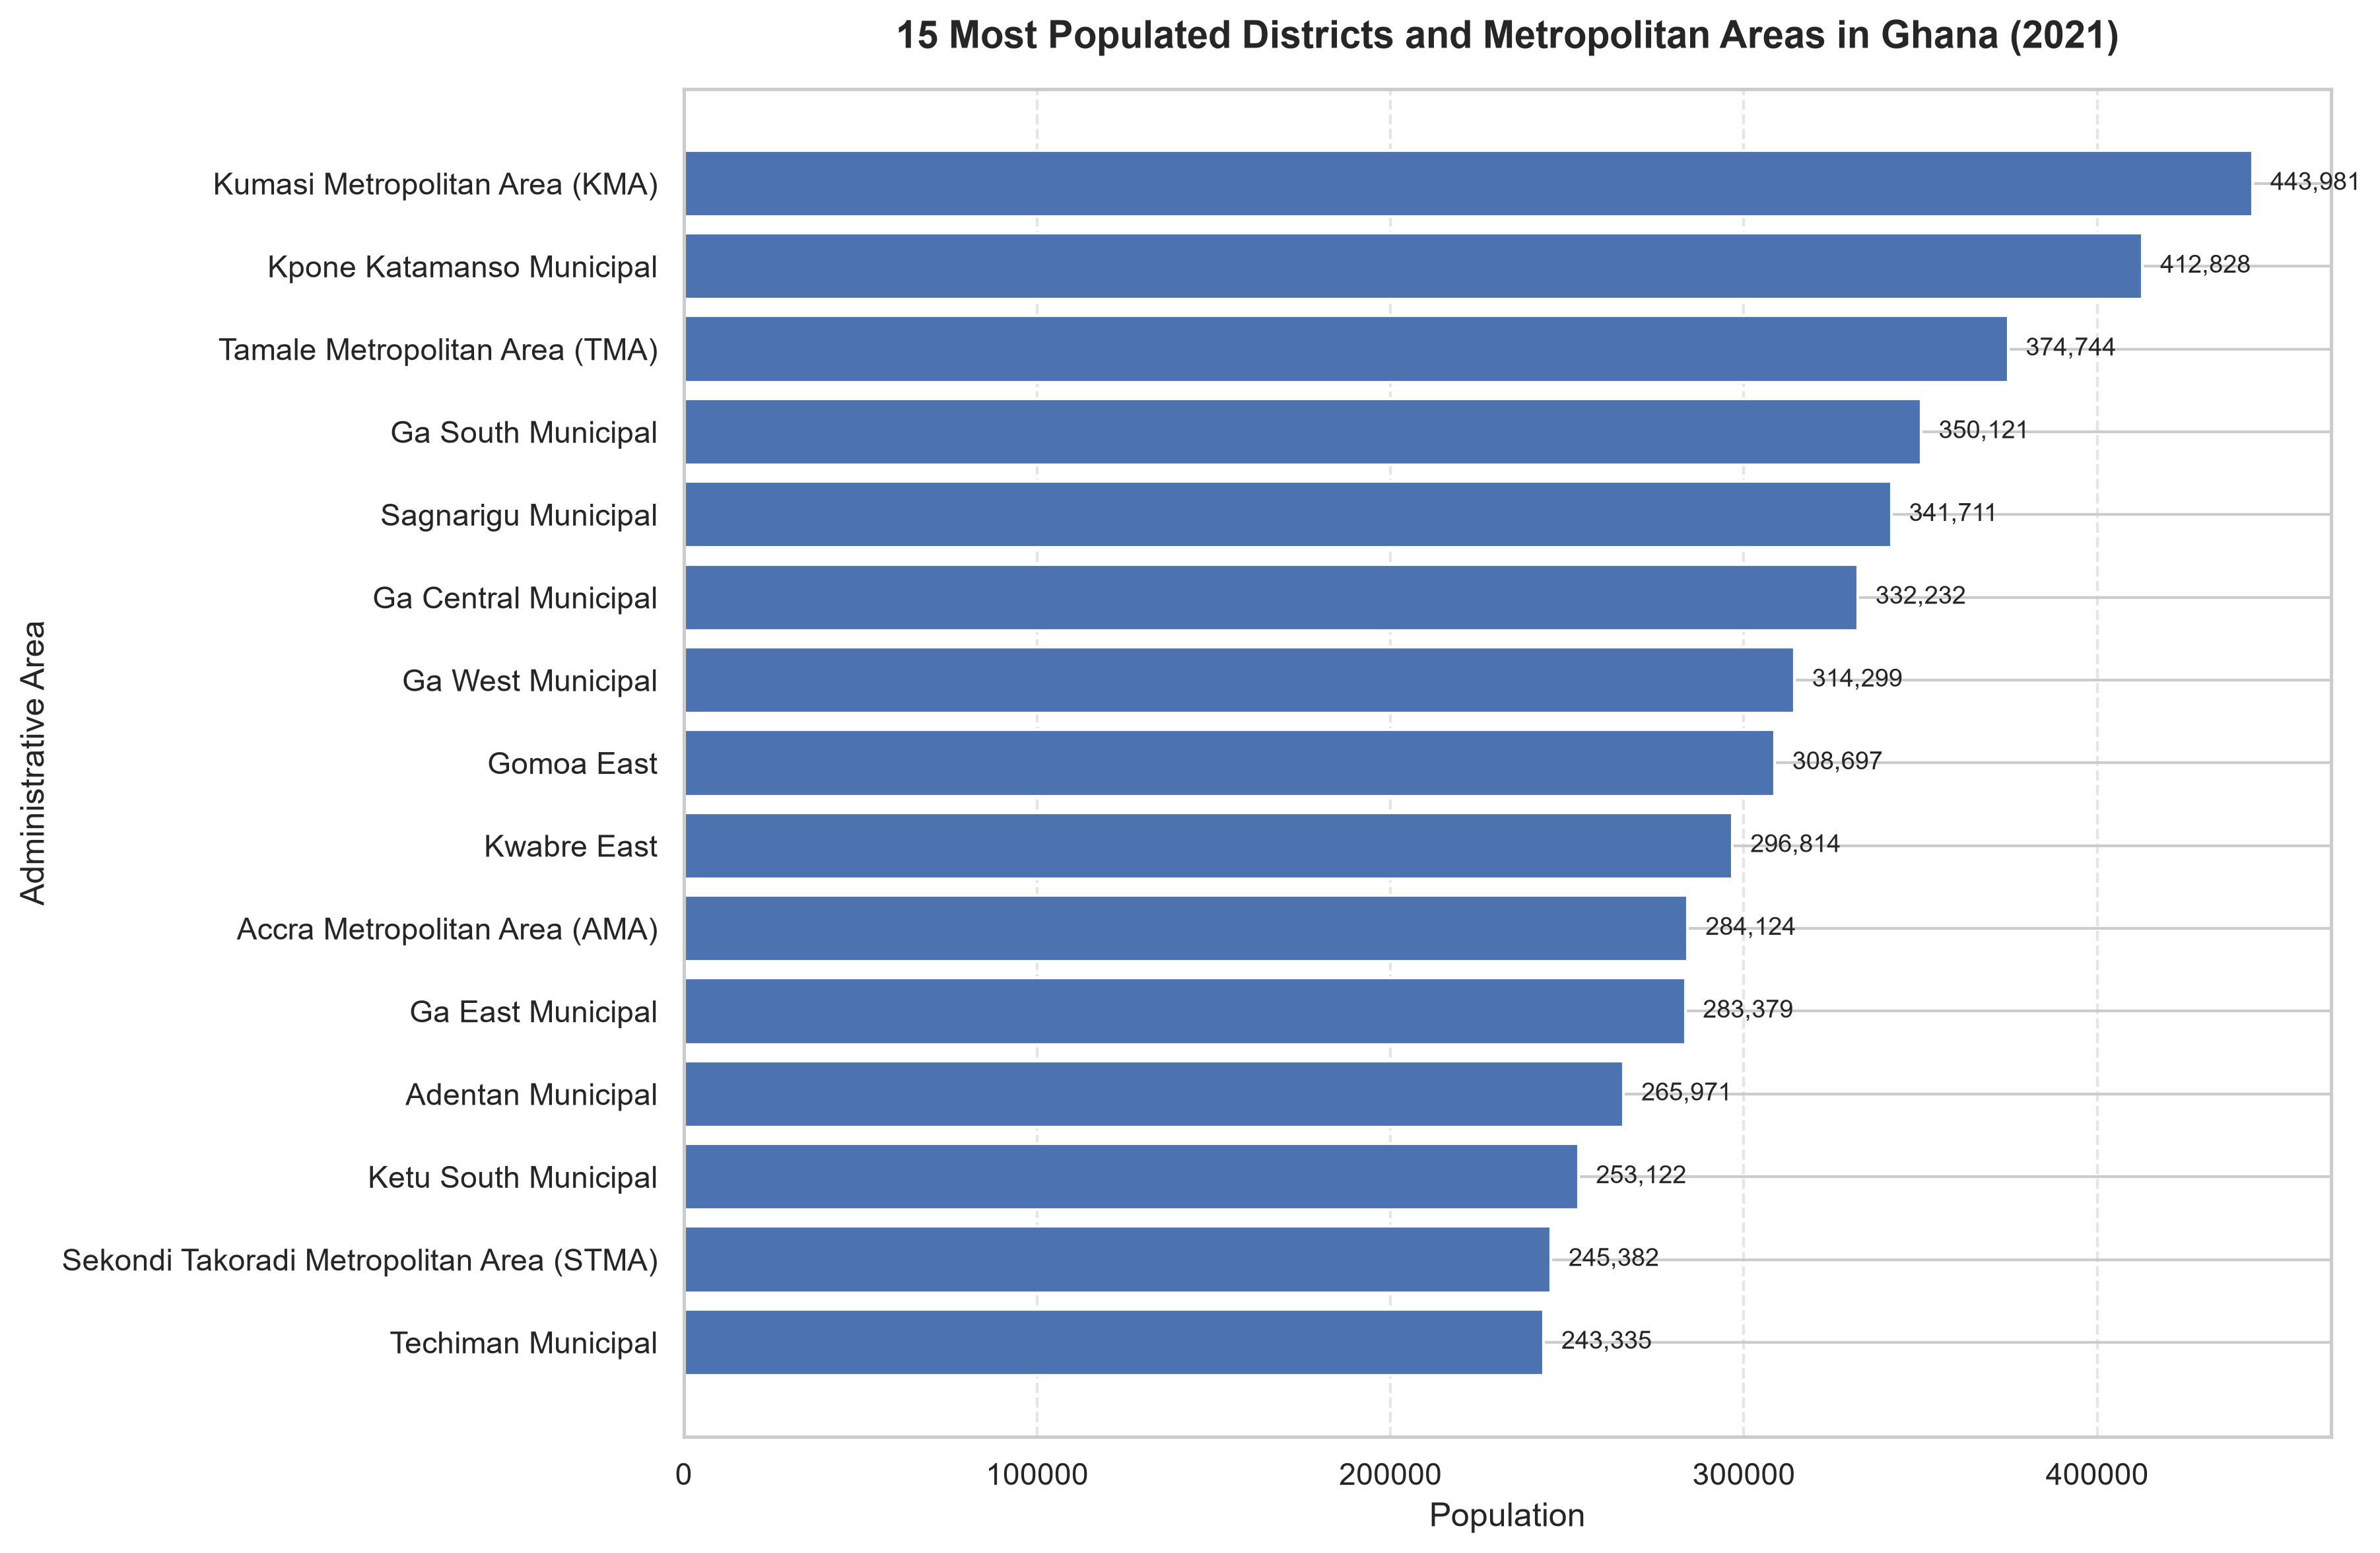 15 Most Populated Districts and Metropolitan Areas in Ghana (2021)
Kumasi Metropolitan Area (KMA) 443,981
Kpone Katamanso Municipal 412,828
Tamale Metropolitan Area (TMA) 374,744
Ga South Municipal 350,121
Sagnarigu Municipal 341,711
Ga Central Municipal 332,232
Ga West Municipal 314,299
Gomoa East 308,697
Kwabre East 296,814
Accra Metropolitan Area (AMA) 284,124
Ga East Municipal 283,379
Adentan Municipal 265,971
Ketu South Municipal 253,122
Sekondi Takoradi Metropolitan Area (STMA) 245,382
Techiman Municipal 243,335
Administrative Area
0 100000 200000 300000 400000
Population